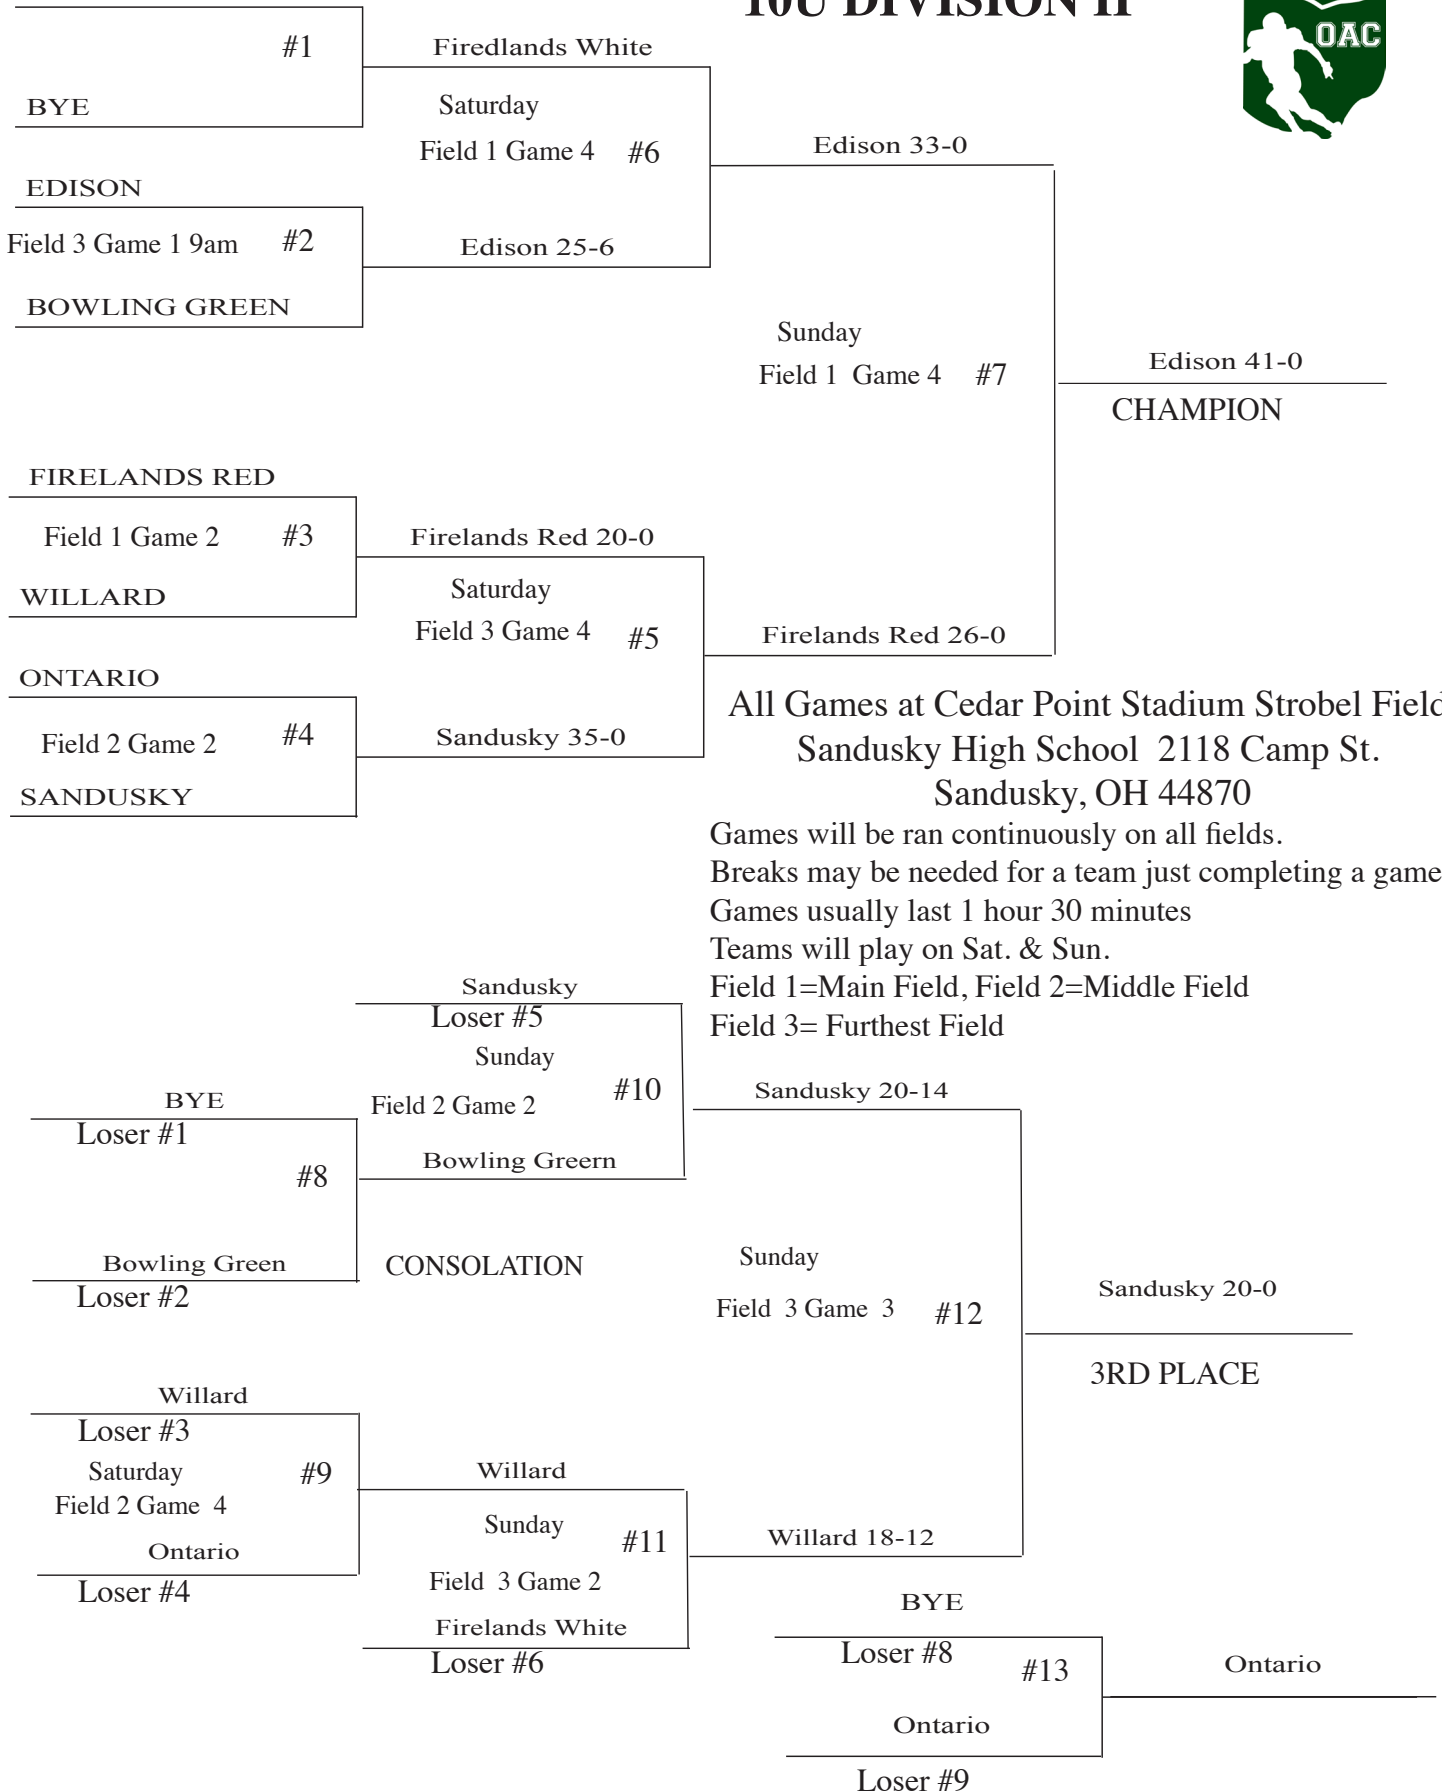 10U DIVISION II
OAC
#1
Firedlands White
BYE
Saturday
Field 1 Game 4 #6
Edison 33-0
EDISON
Field 3 Game 1 9am #2
Edison 25-6
BOWLING GREEN
Sunday
Field 1 Game 4 #7
Edison 41-0
CHAMPION
FIRELANDS RED
Field 1 Game 2 #3
Firelands Red 20-0
WILLARD
Saturday
Field 3 Game 4 #5
Firelands Red 26-0
ONTARIO
Field 2 Game 2 #4
Sandusky 35-0
SANDUSKY
All Games at Cedar Point Stadium Strobel Field
Sandusky High School 2118 Camp St.
Sandusky, OH 44870
Games will be ran continuously on all fields.
Breaks may be needed for a team just completing a game
Games usually last 1 hour 30 minutes
Teams will play on Sat. & Sun.
Field 1=Main Field, Field 2=Middle Field
Field 3= Furthest Field
Sandusky
Loser #5
Sunday
Field 2 Game 2 #10
Sandusky 20-14
BYE
Loser #1
#8
Bowling Greern
Bowling Green
Loser #2
CONSOLATION
Sunday
Field 3 Game 3 #12
Sandusky 20-0
3RD PLACE
Willard
Loser #3
Saturday
Field 2 Game 4
#9
Willard
Ontario
Loser #4
Sunday
#11
Field 3 Game 2
Willard 18-12
Firelands White
Loser #6
BYE
Loser #8
#13
Ontario
Ontario
Loser #9